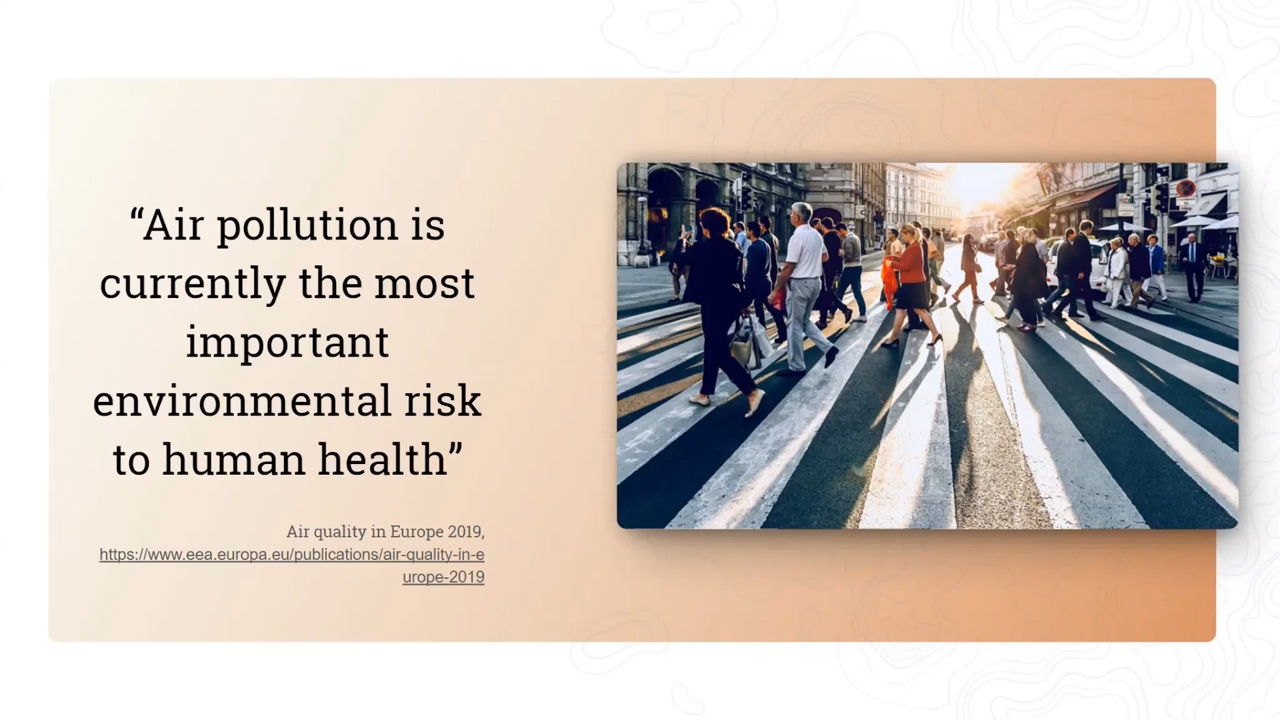 “Air pollution is
currently the most
important
environmental risk
to human health”
Air quality in Europe 2019,
https://www.eea.europa.eu/publications/air-quality-in-e
urope-2019